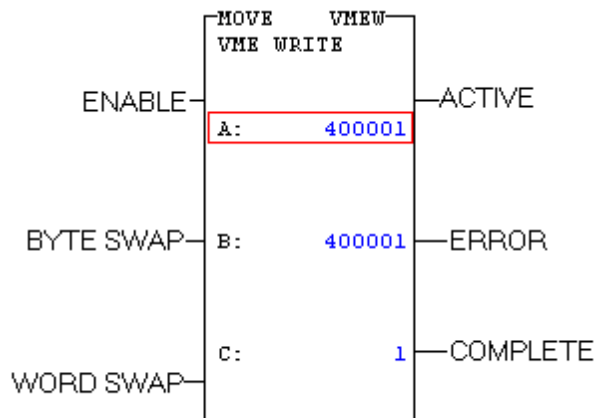 MOVE VMEW
VME WRITE
ENABLE ACTIVE
A: 400001
BYTE SWAP B: 400001 ERROR
C: 1 COMPLETE
WORD SWAP